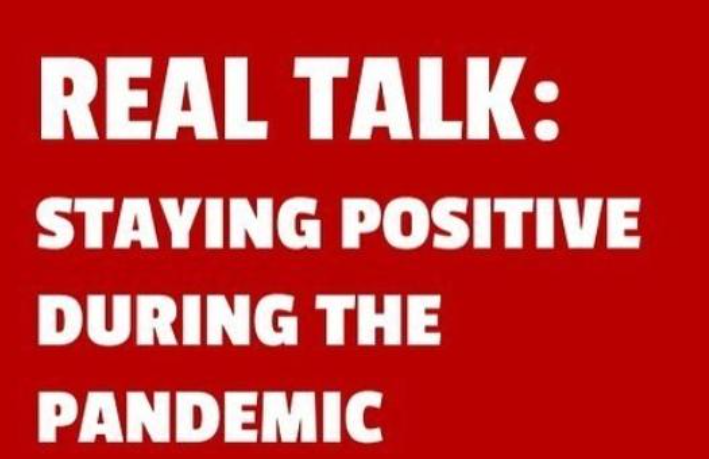 REAL TALK:
STAYING POSITIVE
DURING THE
PANDEMIC